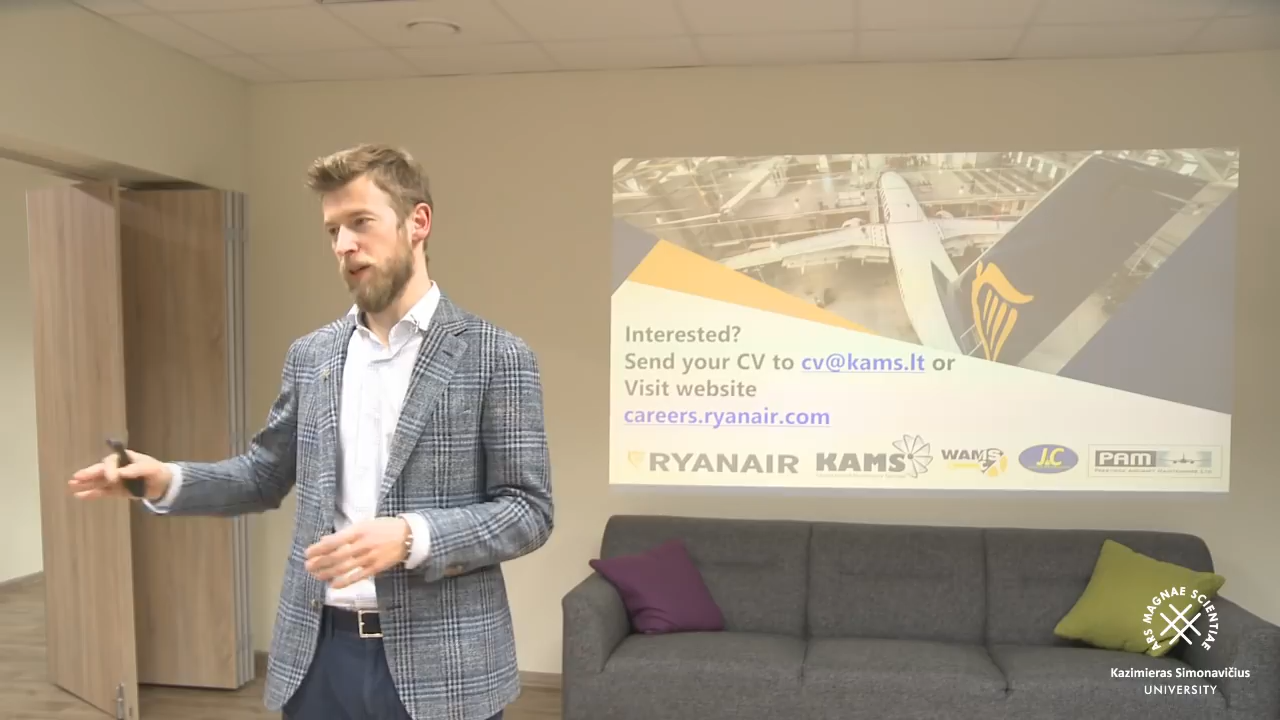 Interested?
Send your CV to cv@kams.lt or
Visit website
careers.ryanair.com
RYANAIR
KAMS
WAMS
J&C
PAM
ARS MAGNAE SCIENTIAE
Kazimieras Simonavičius
UNIVERSITY